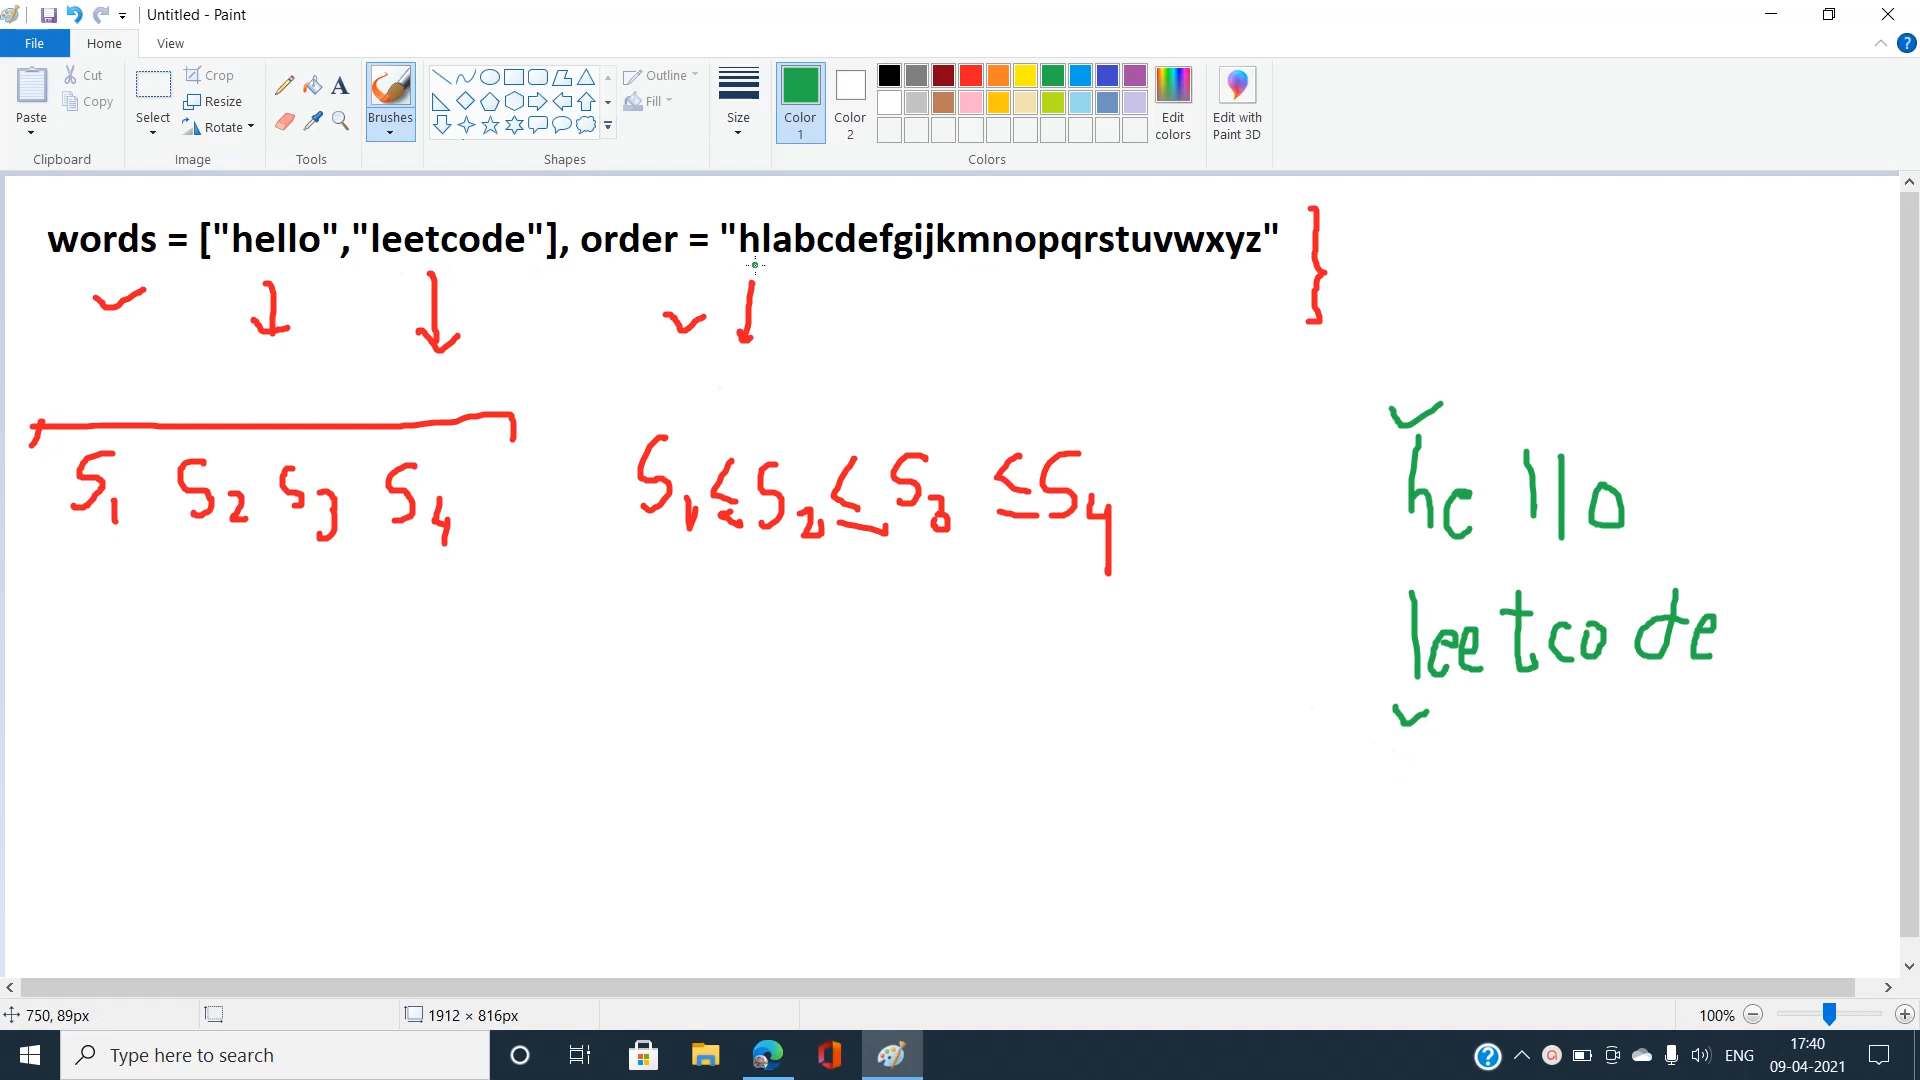 Untitled - Paint
File Home View
Paste
Cut
Copy
Clipboard
Select
Crop
Resize
Rotate
Image
A
Tools
Brushes
Outline
Fill
Shapes
Size
Color 1
Color 2
Edit colors
Colors
Edit with Paint 3D
?
words = ["hello","leetcode"], order = "hlabcdefgijkmnopqrstuvwxyz" }
S1 S2 S3 S4
S1 ≤ S2 ≤ S3 ≤ S4
hello
leetcode
750, 89px
1912 × 816px
100%
Type here to search
ENG
17:40
09-04-2021